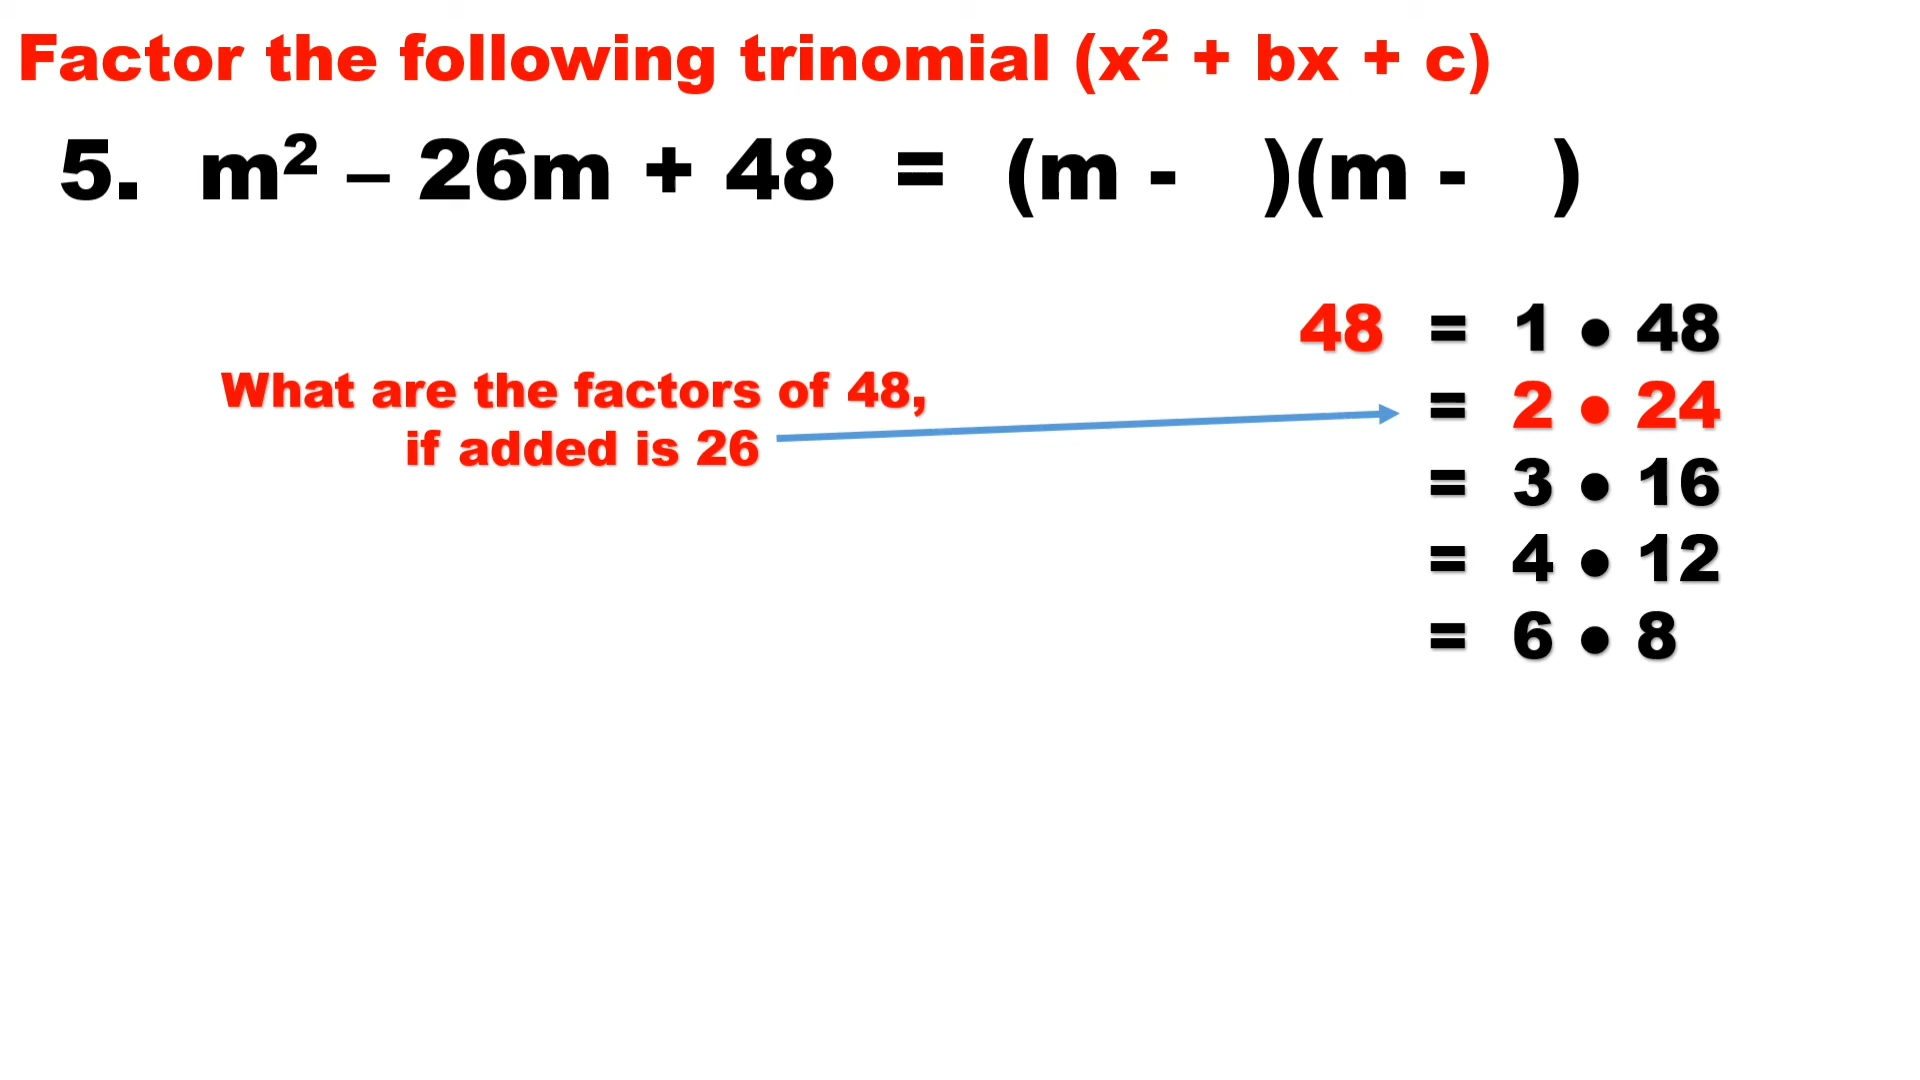 Factor the following trinomial (x² + bx + c)
5. m² – 26m + 48 = (m -   )(m -   )
48 = 1 • 48
What are the factors of 48,
if added is 26
= 2 • 24
= 3 • 16
= 4 • 12
= 6 • 8